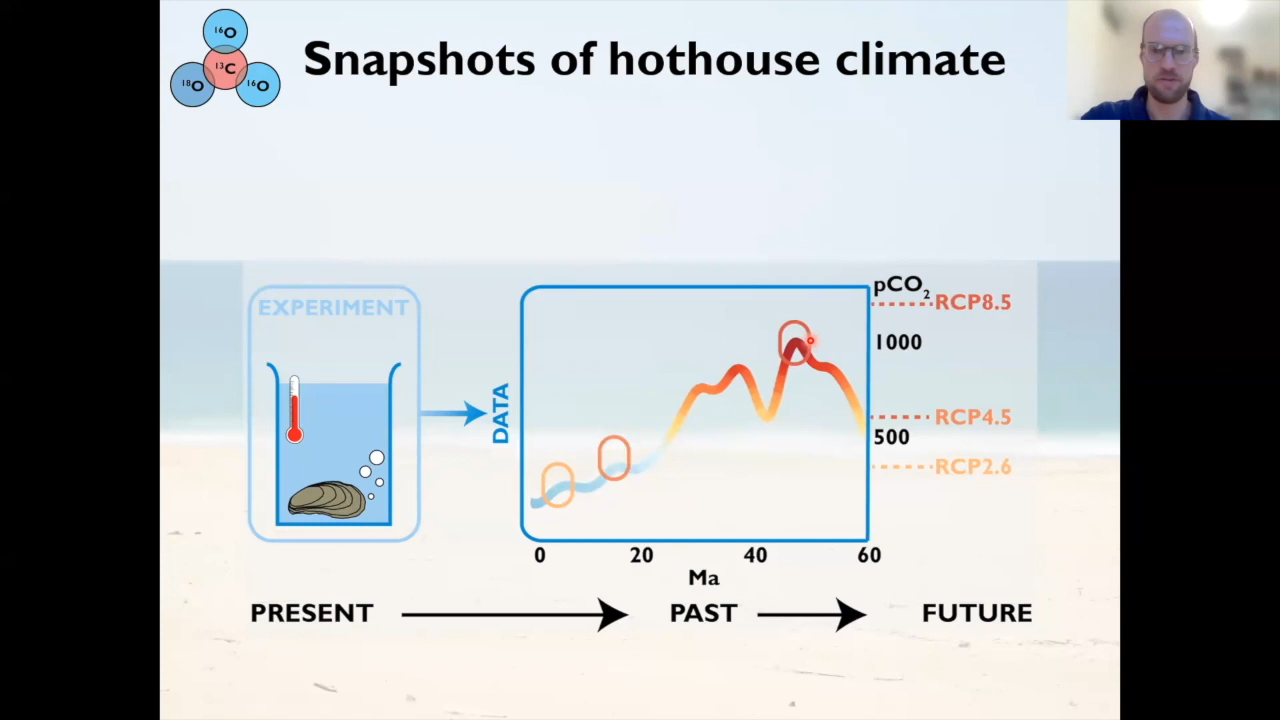 16O
13C
18O
16O
Snapshots of hothouse climate
EXPERIMENT
DATA
pCO2
RCP8.5
1000
RCP4.5
500
RCP2.6
0 20 40 60
Ma
PRESENT PAST FUTURE